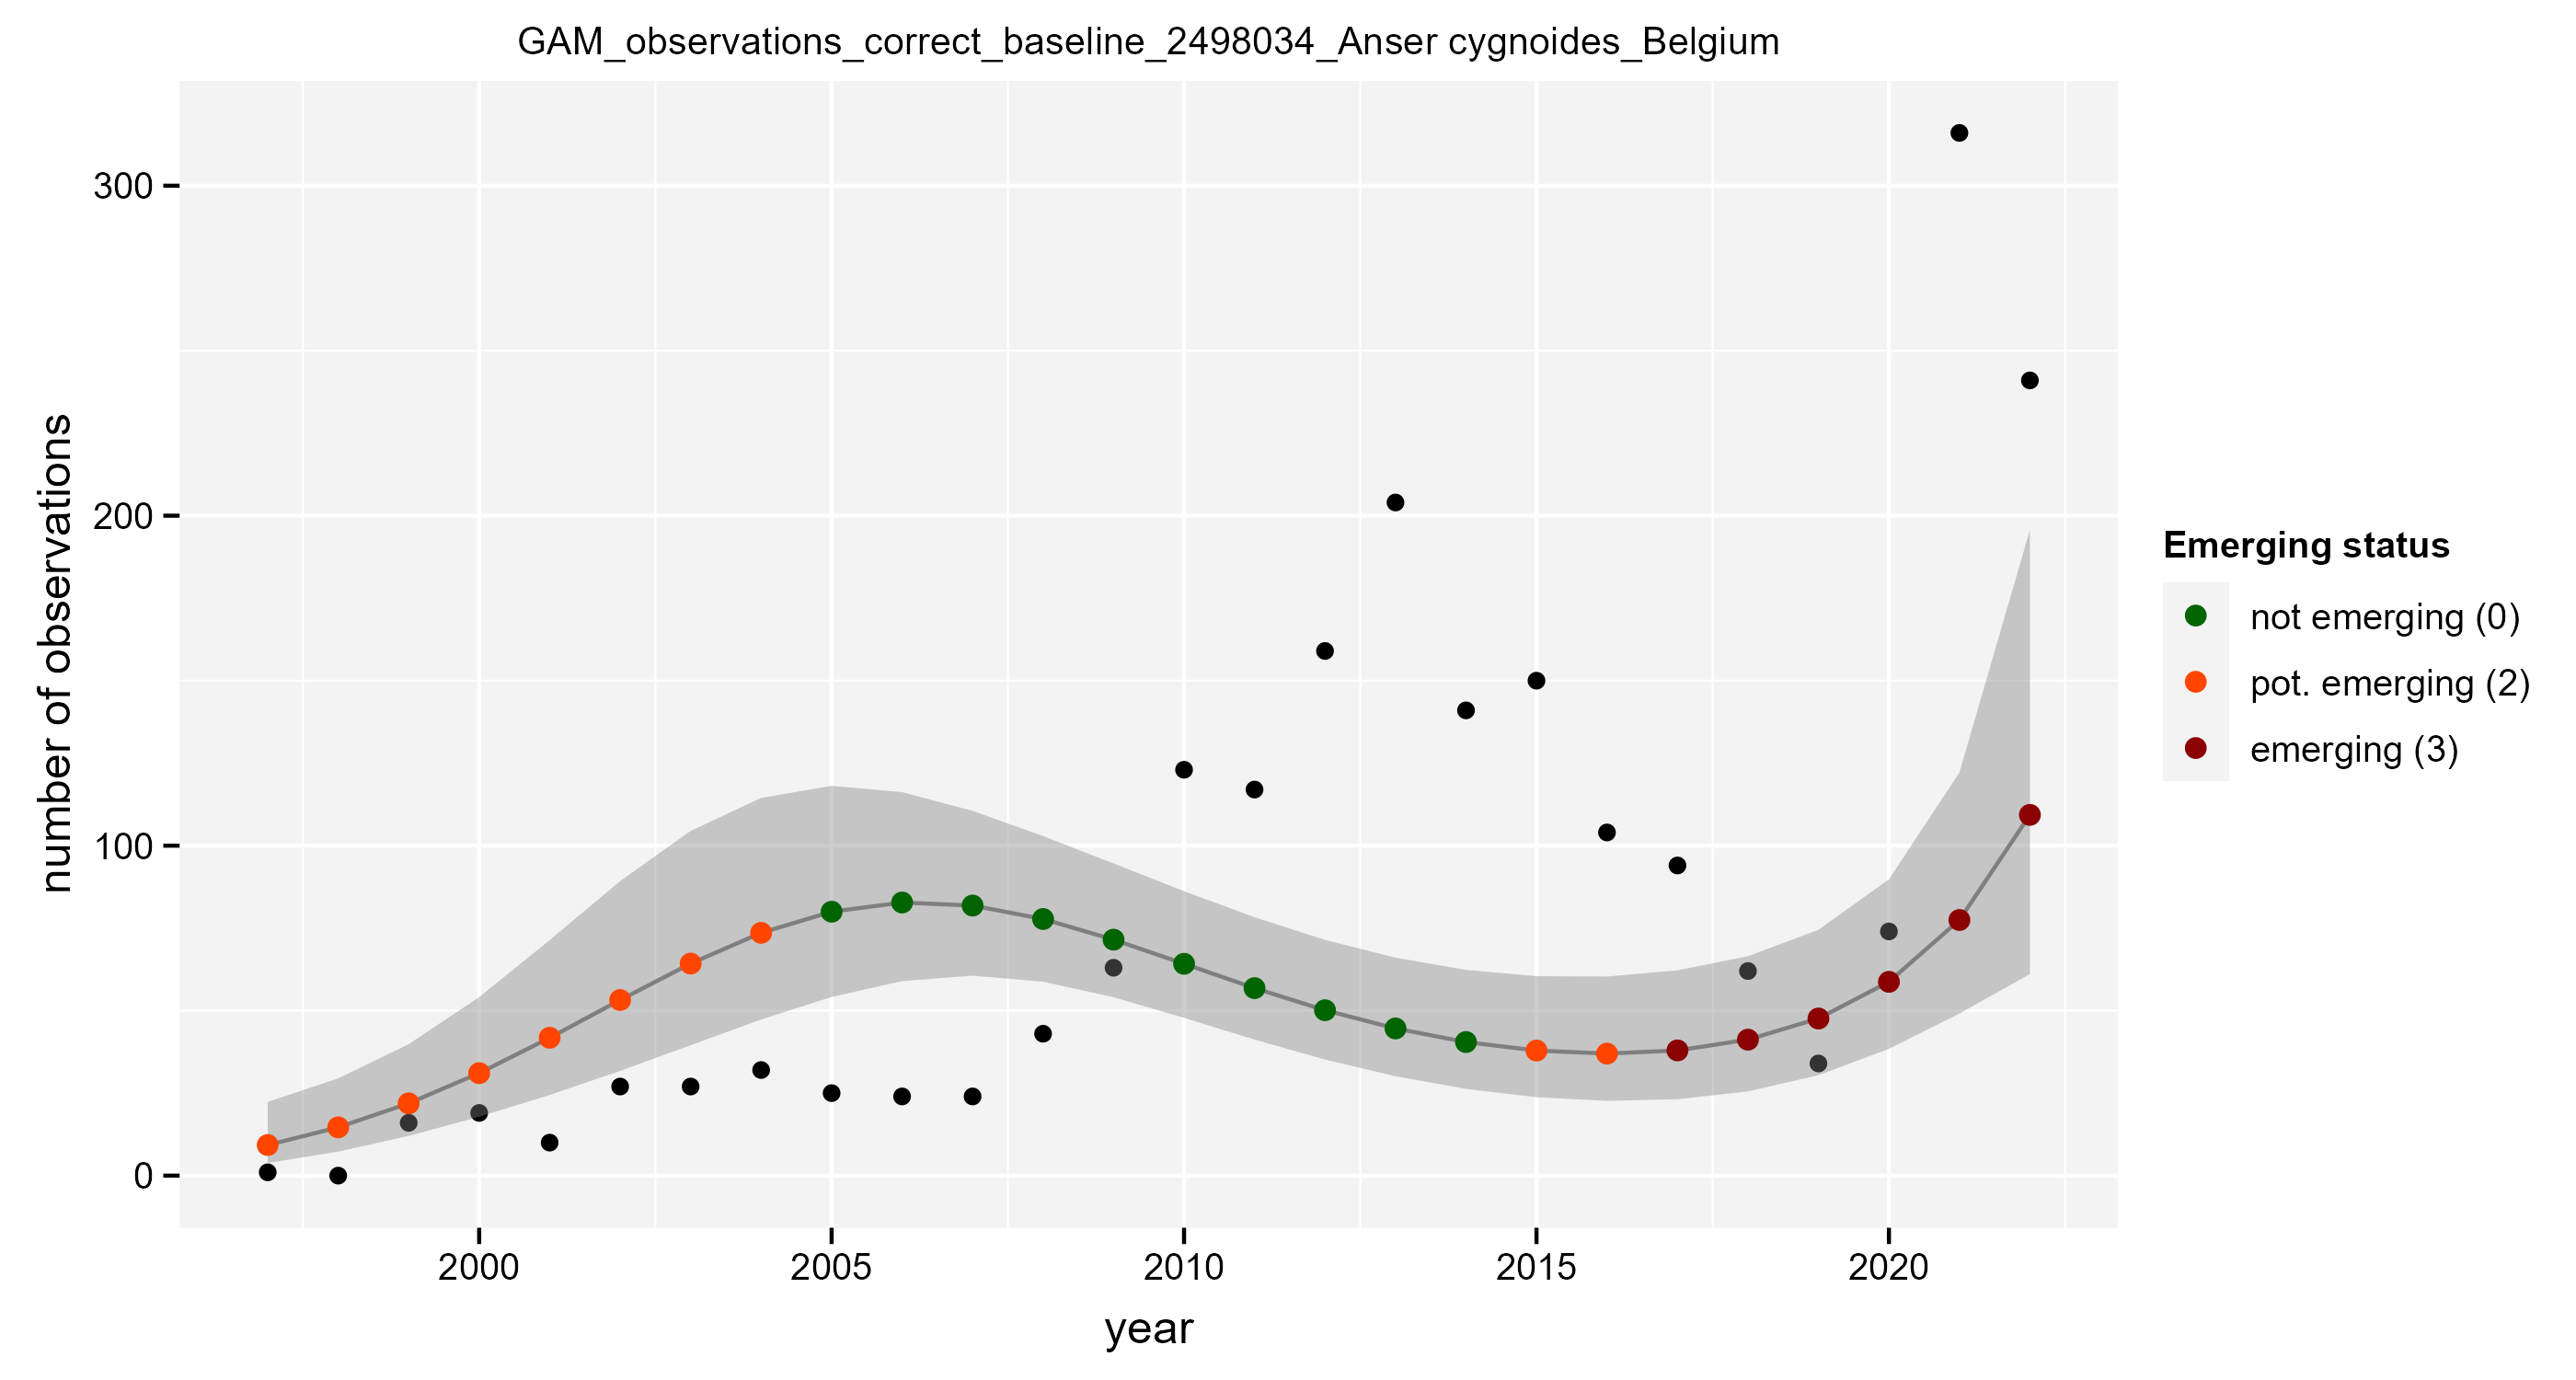 GAM_observations_correct_baseline_2498034_Anser cygnoides_Belgium
300
200
100
0
number of observations
2000 2005 2010 2015 2020
year
Emerging status
not emerging (0)
pot. emerging (2)
emerging (3)